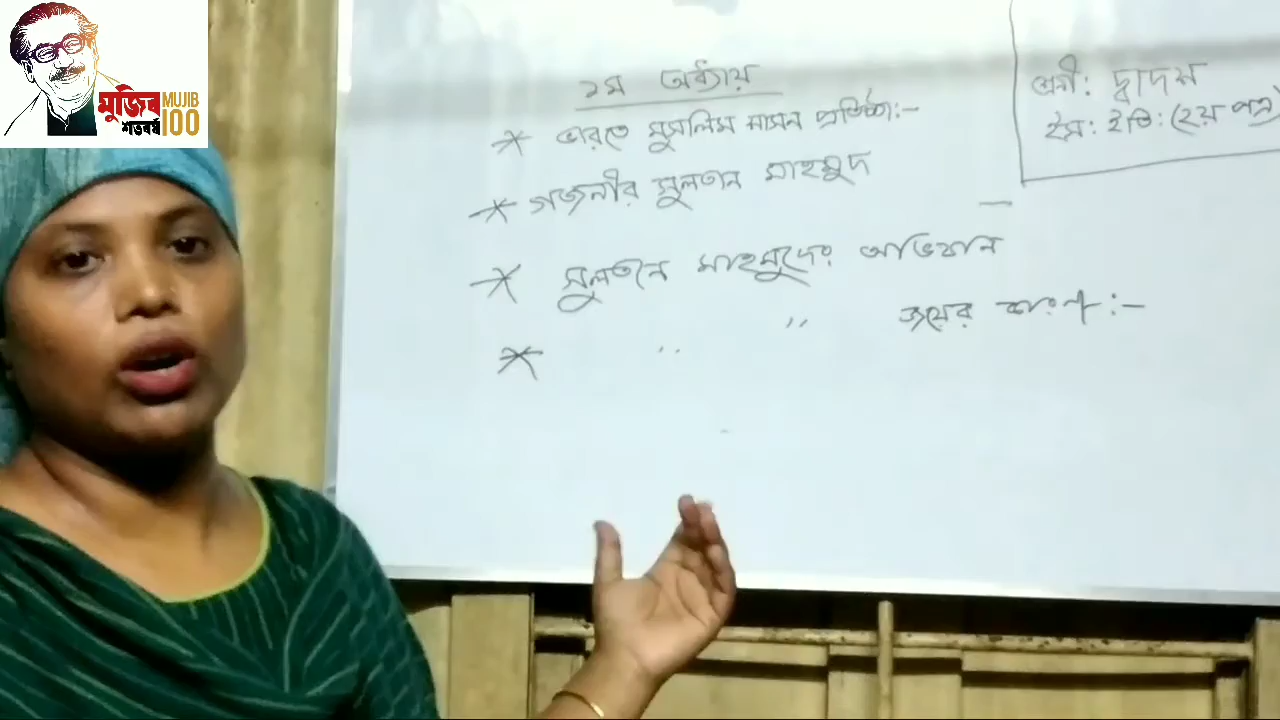 মুজিব MUJIB
শতবর্ষ 100
১ম অধ্যায়
* ভারতে মুসলিম শাসন প্রতিষ্ঠা:-
* গজনীর সুলতান মাহমুদ
* সুলতান মাহমুদের অভিযান
* " " জয়ের কারণ:-
শ্রেণী: দ্বাদশ
ইস: ইতি: (২য় পত্র)